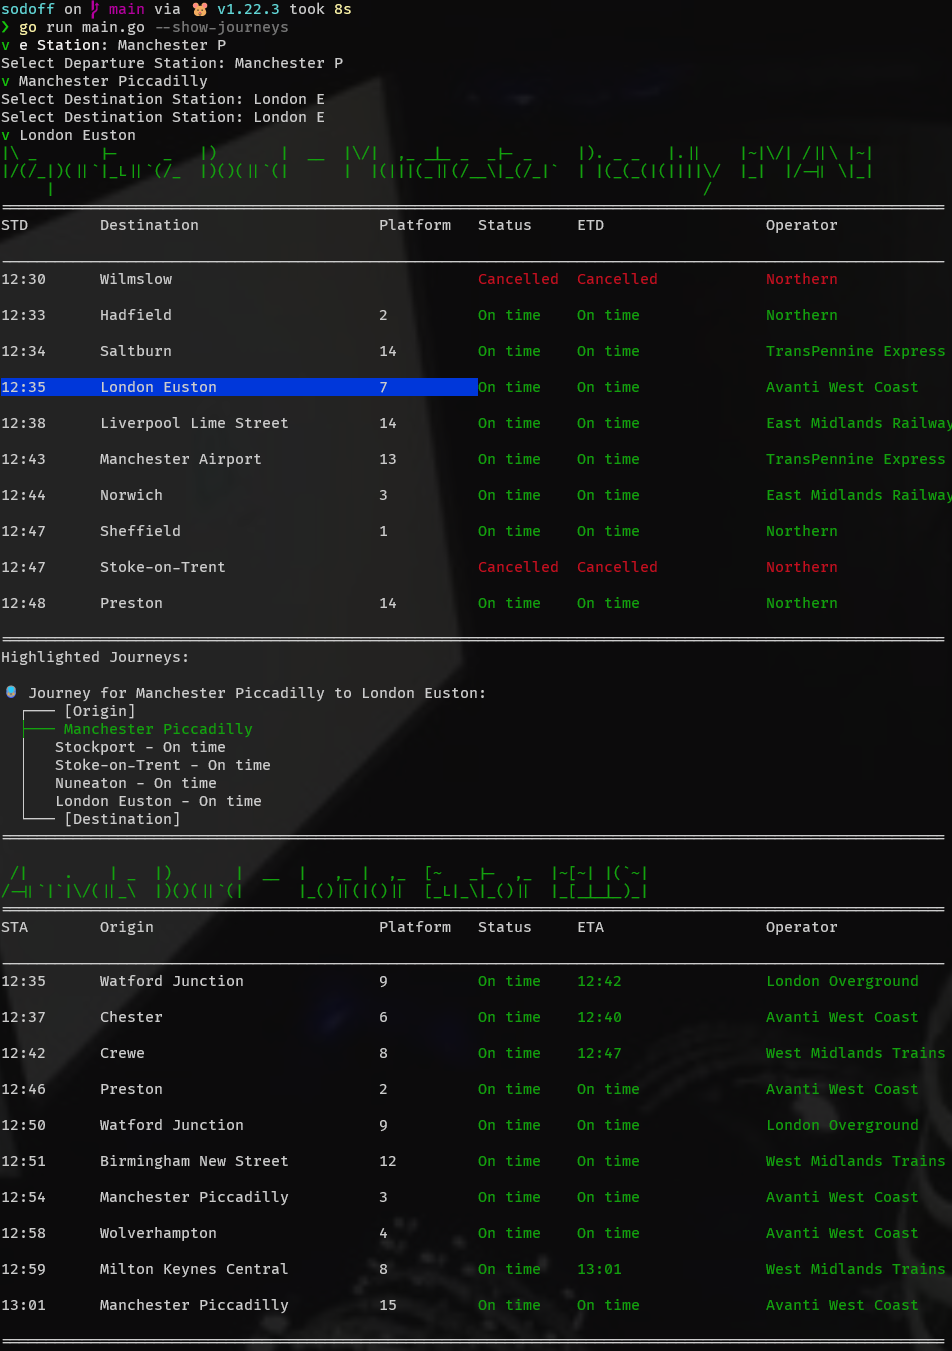 sodoff on main via v1.22.3 took 8s
❯ go run main.go --show-journeys
v e Station: Manchester P
Select Departure Station: Manchester P
v Manchester Piccadilly
Select Destination Station: London E
Select Destination Station: London E
v London Euston
STD Destination Platform Status ETD Operator
12:30 Wilmslow Cancelled Cancelled Northern
12:33 Hadfield 2 On time On time Northern
12:34 Saltburn 14 On time On time TransPennine Express
12:35 London Euston 7 On time On time Avanti West Coast
12:38 Liverpool Lime Street 14 On time On time East Midlands Railway
12:43 Manchester Airport 13 On time On time TransPennine Express
12:44 Norwich 3 On time On time East Midlands Railway
12:47 Sheffield 1 On time On time Northern
12:47 Stoke-on-Trent Cancelled Cancelled Northern
12:48 Preston 14 On time On time Northern
Highlighted Journeys:
Journey for Manchester Piccadilly to London Euston:
[Origin]
Manchester Piccadilly
Stockport - On time
Stoke-on-Trent - On time
Nuneaton - On time
London Euston - On time
[Destination]
STA Origin Platform Status ETA Operator
12:35 Watford Junction 9 On time 12:42 London Overground
12:37 Chester 6 On time 12:40 Avanti West Coast
12:42 Crewe 8 On time 12:47 West Midlands Trains
12:46 Preston 2 On time On time Avanti West Coast
12:50 Watford Junction 9 On time On time London Overground
12:51 Birmingham New Street 12 On time On time West Midlands Trains
12:54 Manchester Piccadilly 3 On time On time Avanti West Coast
12:58 Wolverhampton 4 On time On time Avanti West Coast
12:59 Milton Keynes Central 8 On time 13:01 West Midlands Trains
13:01 Manchester Piccadilly 15 On time On time Avanti West Coast